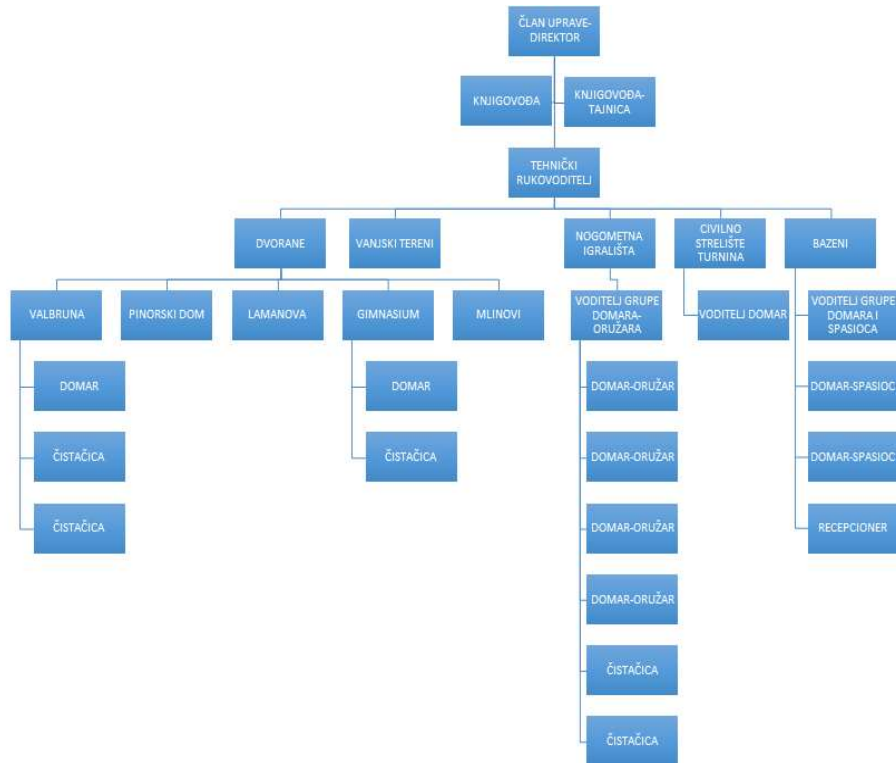 ČLAN UPRAVE-
DIREKTOR
KNJIGOVOĐA
KNJIGOVOĐA-
TAJNICA
TEHNIČKI
RUKOVODITELJ
DVORANE
VANJSKI TERENI
NOGOMETNA
IGRALIŠTA
CIVILNO
STRELIŠTE
TURNINA
BAZENI
VALBRUNA
PINORSKI DOM
LAMANOVA
GIMNASIUM
MLINOVI
VODITELJ GRUPE
DOMARA-
ORUŽARA
VODITELJ DOMAR
VODITELJ GRUPE
DOMARA I
SPASIOCA
DOMAR
DOMAR
DOMAR-ORUŽAR
DOMAR-SPASIOC
ČISTAČICA
ČISTAČICA
DOMAR-ORUŽAR
DOMAR-SPASIOC
ČISTAČICA
DOMAR-ORUŽAR
RECEPCIONER
DOMAR-ORUŽAR
ČISTAČICA
ČISTAČICA